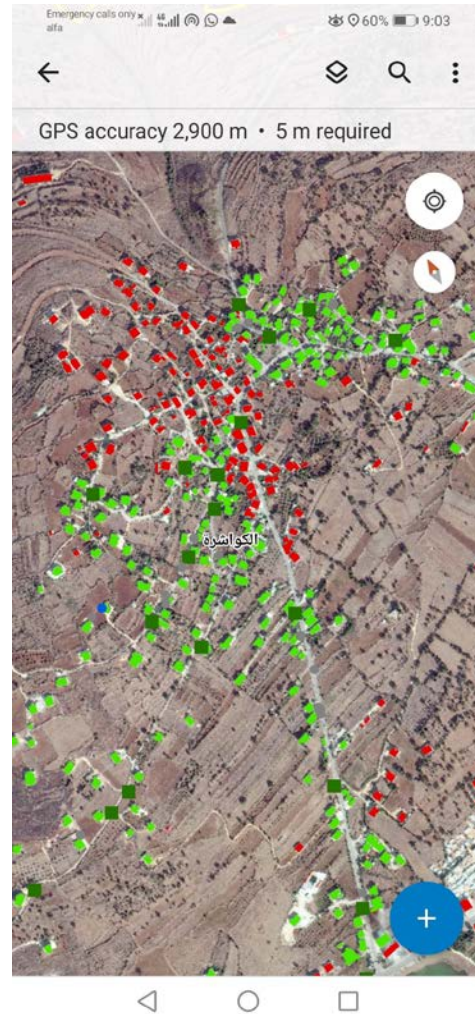 Emergency calls only
alfa
60% 9:03
GPS accuracy 2,900 m • 5 m required
الكواشرة